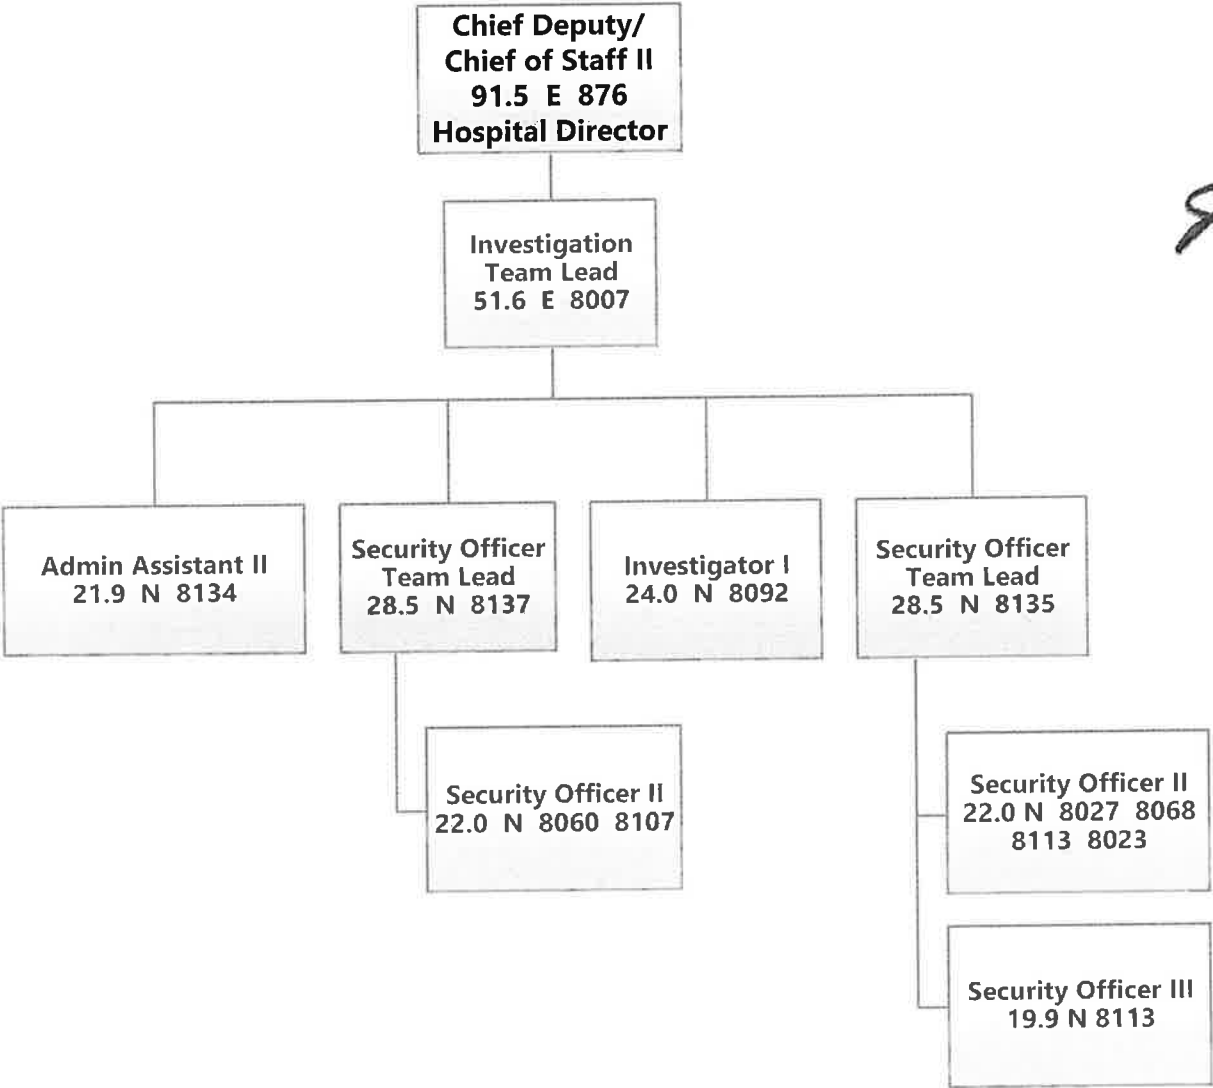 Chief Deputy/
Chief of Staff II
91.5 E 876
Hospital Director
Investigation
Team Lead
51.6 E 8007
Admin Assistant II
21.9 N 8134
Security Officer
Team Lead
28.5 N 8137
Investigator I
24.0 N 8092
Security Officer
Team Lead
28.5 N 8135
Security Officer II
22.0 N 8060 8107
Security Officer II
22.0 N 8027 8068
8113 8023
Security Officer III
19.9 N 8113